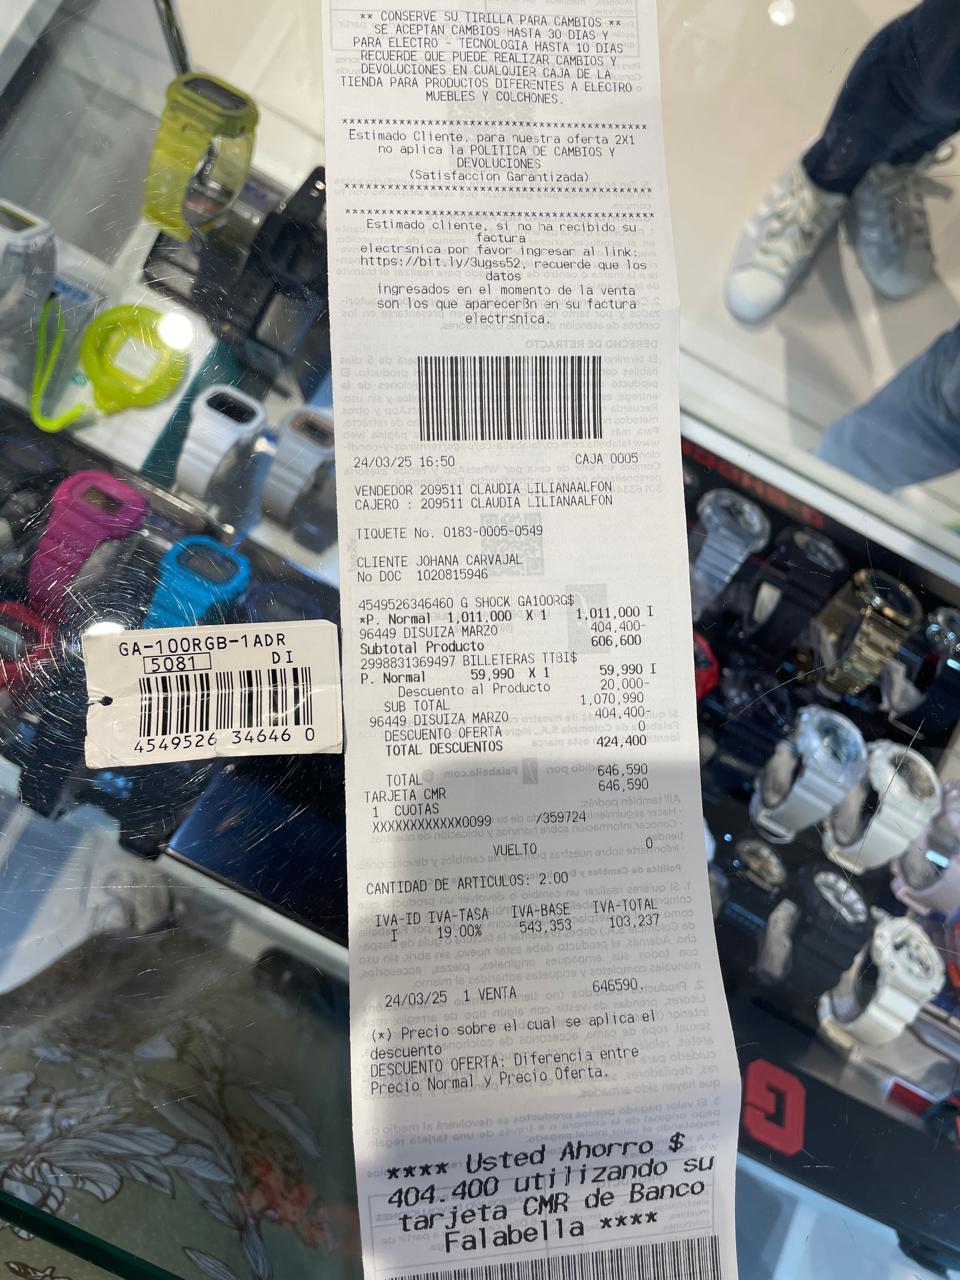 ** CONSERVE SU TIRILLA PARA CAMBIOS **
SE ACEPTAN CAMBIOS HASTA 30 DIAS
PARA ELECTRO - TECNOLOGIA HASTA 10 DIAS
RECUERDE QUE PUEDE REALIZAR CAMBIOS Y
DEVOLUCIONES EN CUALQUIER CAJA DE LA
TIENDA PARA PRODUCTOS DIFERENTES A ELECTRO
MUEBLES Y COLCHONES.
****************************************
Estimado Cliente, para nuestra oferta 2X1
no aplica la POLITICA DE CAMBIOS Y
DEVOLUCIONES
(Satisfaccion Garantizada)
****************************************
****************************************
Estimado cliente, si no ha recibido su
factura
electrsnica por favor ingresar al link:
https://bit.ly/3ugss52, recuerde que los
datos
ingresados en el momento de la venta
son los que aparecerßn en su factura
electrsnica.
24/03/25 16:50 CAJA 0005
VENDEDOR 209511 CLAUDIA LILIANAALFON
CAJERO : 209511 CLAUDIA LILIANAALFON
TIQUETE No. 0183-0005-0549
CLIENTE JOHANA CARVAJAL
No DOC 1020815946
4549526346460 G SHOCK GA100RG$
*P. Normal 1,011,000 X 1 1,011,000 I
96449 DISUIZA MARZO 404,400-
Subtotal Producto 606,600
2998831369497 BILLETERAS TTBI$
P. Normal 59,990 X 1 59,990 I
Descuento al Producto 20,000-
SUB TOTAL 1,070,990
96449 DISUIZA MARZO 404,400-
DESCUENTO OFERTA 0
TOTAL DESCUENTOS 424,400
TOTAL 646,590
TARJETA CMR 646,590
1 CUOTAS
XXXXXXXXXXXX0099 /359724
VUELTO 0
CANTIDAD DE ARTICULOS: 2.00
IVA-ID IVA-TASA IVA-BASE IVA-TOTAL
I 19.00% 543,353 103,237
24/03/25 1 VENTA 646590.
(*) Precio sobre el cual se aplica el
descuento
DESCUENTO OFERTA: Diferencia entre
Precio Normal y Precio Oferta.
**** Usted Ahorro $
404.400 utilizando su
tarjeta CMR de Banco
Falabella ****
GA-100RGB-1ADR
5081 DI
4549526 34646 0
G